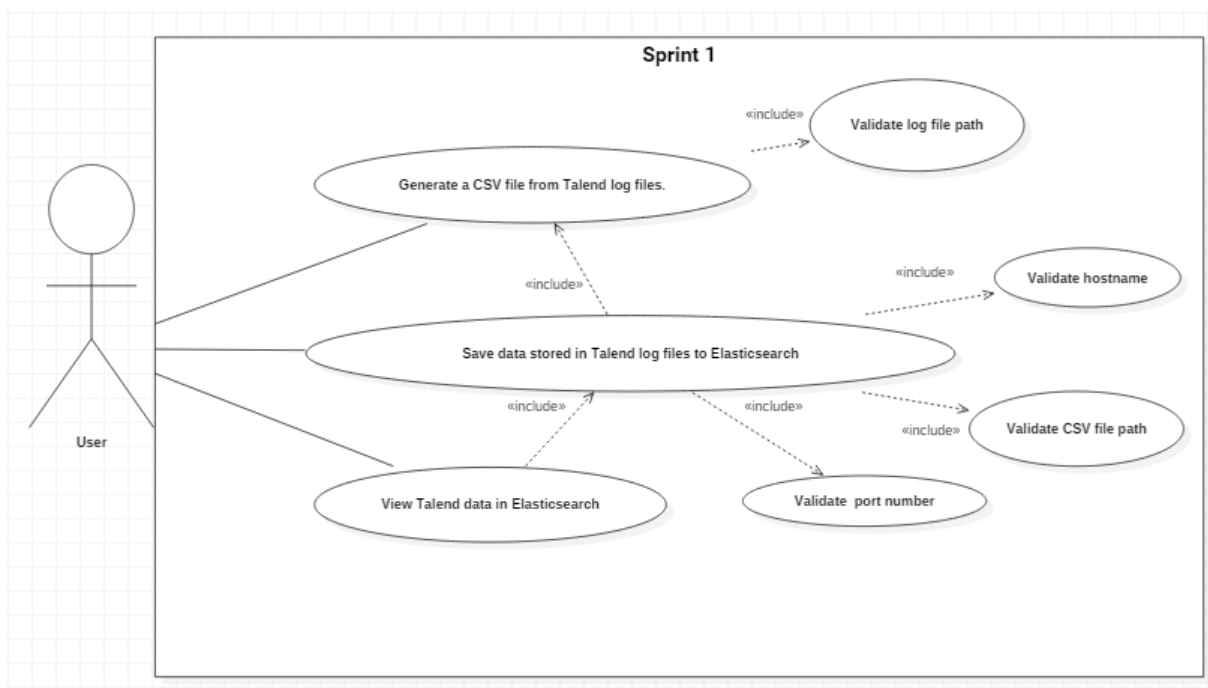 Sprint 1
«include»
Validate log file path
Generate a CSV file from Talend log files.
«include»
«include»
Validate hostname
Save data stored in Talend log files to Elasticsearch
«include»
«include»
«include»
Validate CSV file path
User
View Talend data in Elasticsearch
Validate  port number